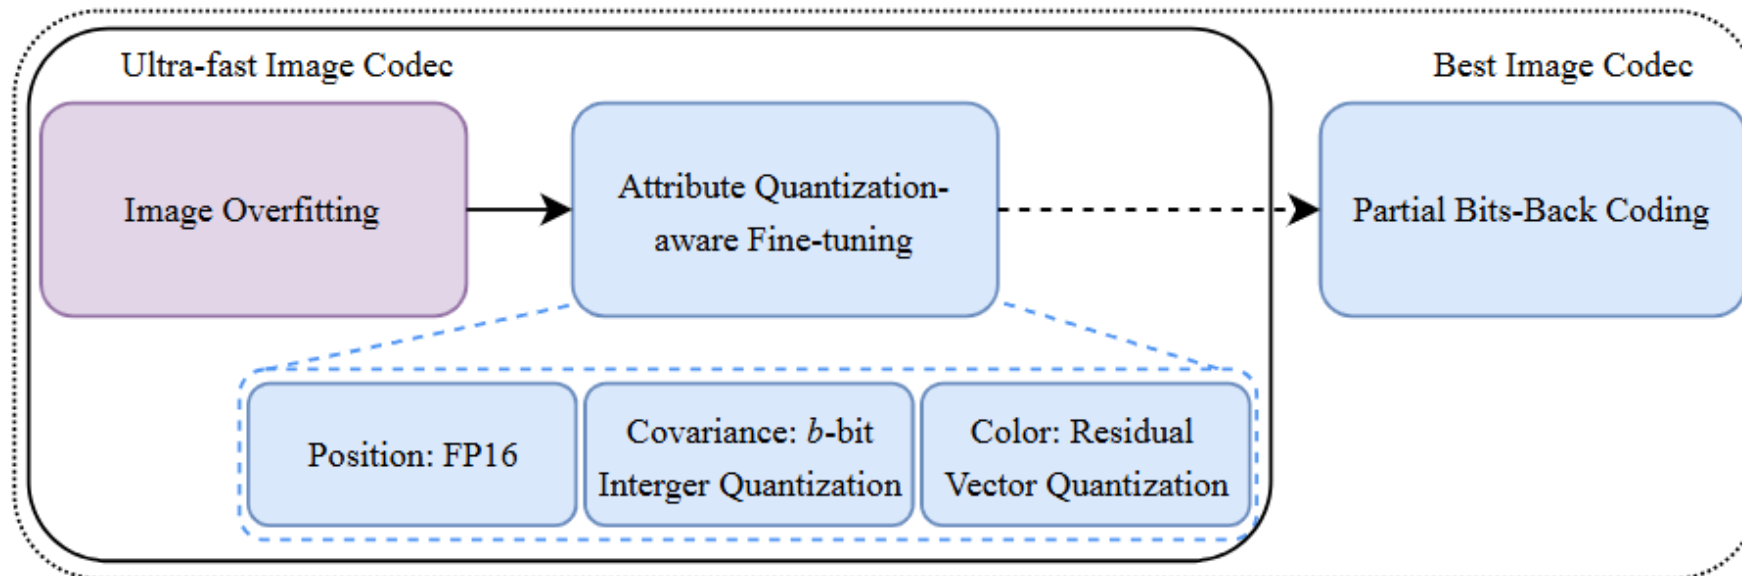 Ultra-fast Image Codec
Best Image Codec
Image Overfitting
Attribute Quantization-
aware Fine-tuning
Partial Bits-Back Coding
Position: FP16
Covariance: b-bit
Interger Quantization
Color: Residual
Vector Quantization